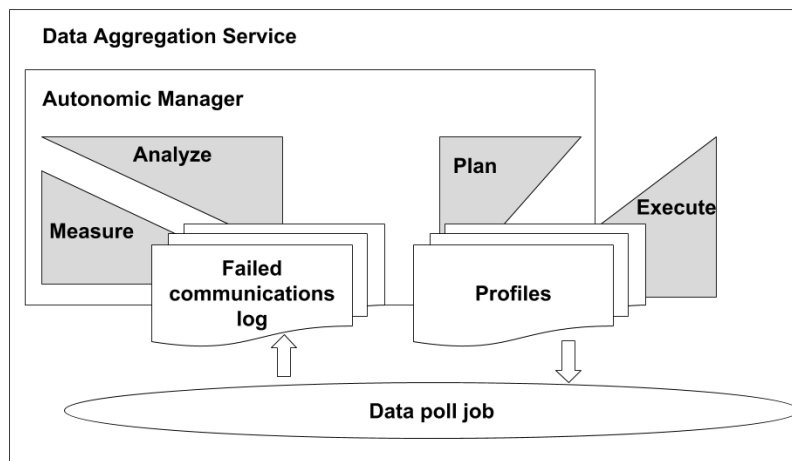 Data Aggregation Service
Autonomic Manager
Analyze
Plan
Measure
Execute
Failed
communications
log
Profiles
Data poll job